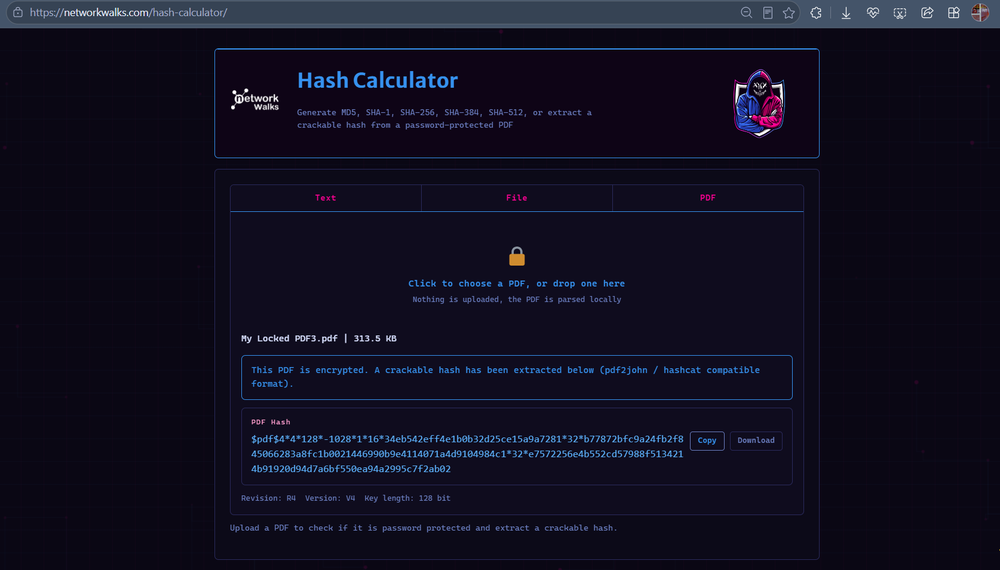 https://networkwalks.com/hash-calculator/
network
Walks
Hash Calculator
Generate MD5, SHA-1, SHA-256, SHA-384, SHA-512, or extract a
crackable hash from a password-protected PDF
Text File PDF
Click to choose a PDF, or drop one here
Nothing is uploaded, the PDF is parsed locally
My Locked PDF3.pdf | 313.5 KB
This PDF is encrypted. A crackable hash has been extracted below (pdf2john / hashcat compatible
format).
PDF Hash
$pdf$4*4*128*-1028*1*16*34eb542eff4e1b0b32d25ce15a9a7281*32*b77872bfc9a24fb2f8
45066283a8fc1b0021446990b9e4114071a4d9104984c1*32*e7572256e4b552cd57988f513421
4b91920d94d7a6bf550ea94a2995c7f2ab02
Copy Download
Revision: R4 Version: V4 Key length: 128 bit
Upload a PDF to check if it is password protected and extract a crackable hash.